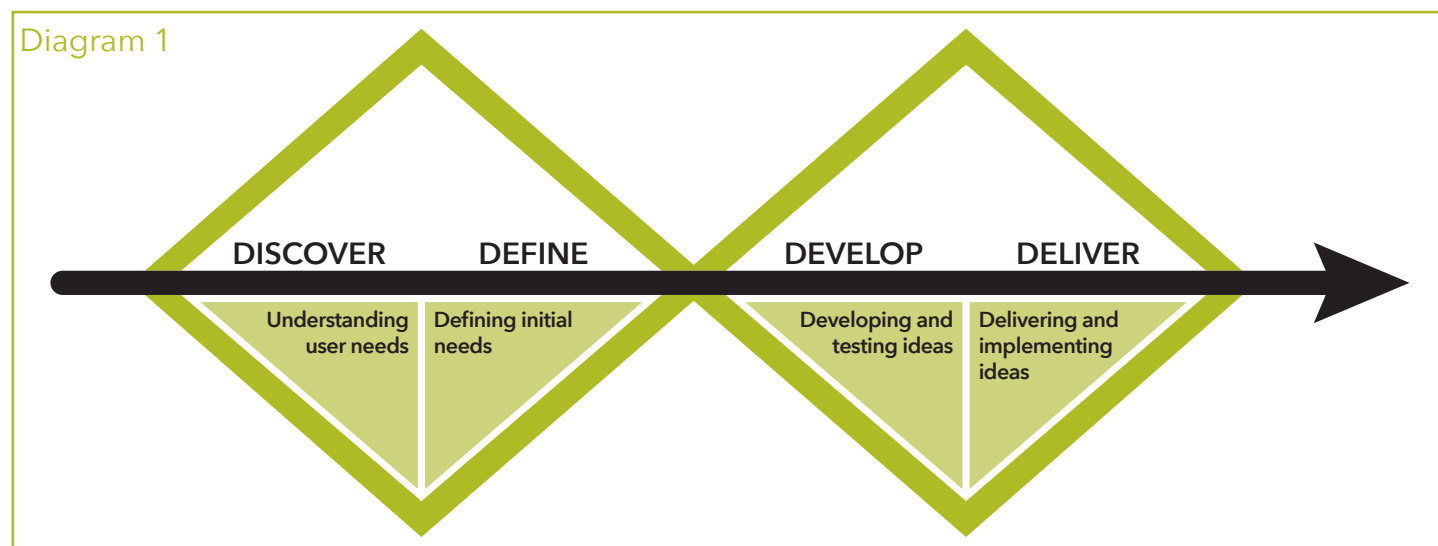 Diagram 1
DISCOVER
DEFINE
DEVELOP
DELIVER
Understanding
user needs
Defining initial
needs
Developing and
testing ideas
Delivering and
implementing
ideas